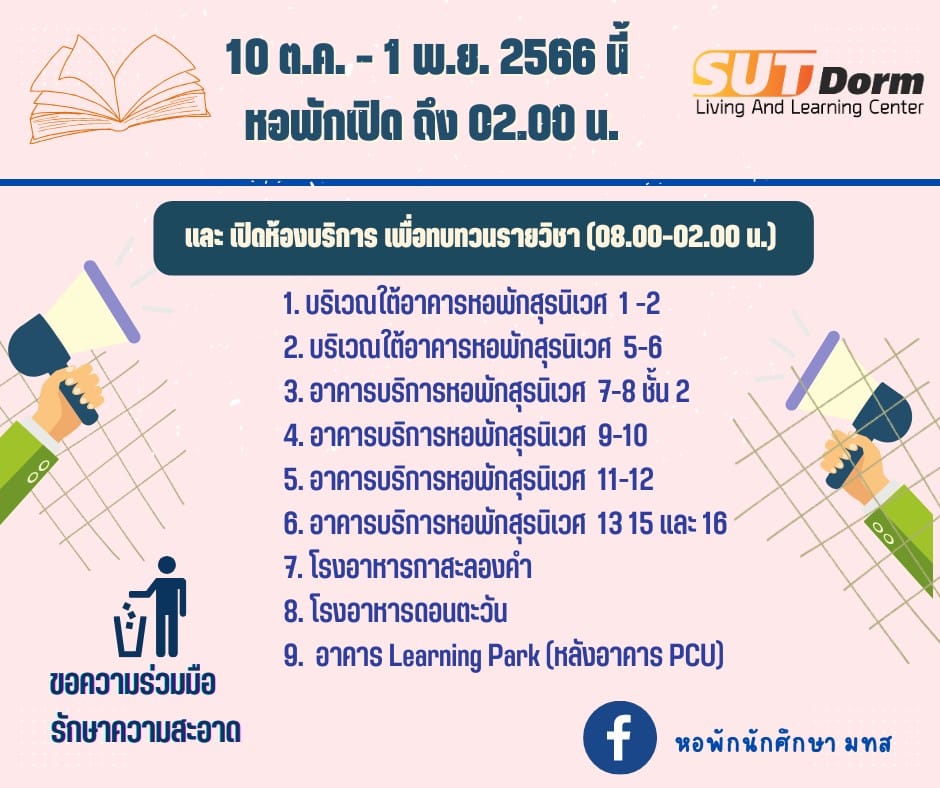 10 ต.ค. - 1 พ.ย. 2566 นี้
หอพักเปิด ถึง 02.00 น.
SUT Dorm
Living And Learning Center
และ เปิดห้องบริการ เพื่อทบทวนรายวิชา (08.00-02.00 น.)
1. บริเวณใต้อาคารหอพักสุรนิเวศ 1 -2
2. บริเวณใต้อาคารหอพักสุรนิเวศ 5-6
3. อาคารบริการหอพักสุรนิเวศ 7-8 ชั้น 2
4. อาคารบริการหอพักสุรนิเวศ 9-10
5. อาคารบริการหอพักสุรนิเวศ 11-12
6. อาคารบริการหอพักสุรนิเวศ 13 15 และ 16
7. โรงอาหารกาสะลองคำ
8. โรงอาหารดอนตะวัน
9. อาคาร Learning Park (หลังอาคาร PCU)
ขอความร่วมมือ
รักษาความสะอาด
f หอพักนักศึกษา มทส